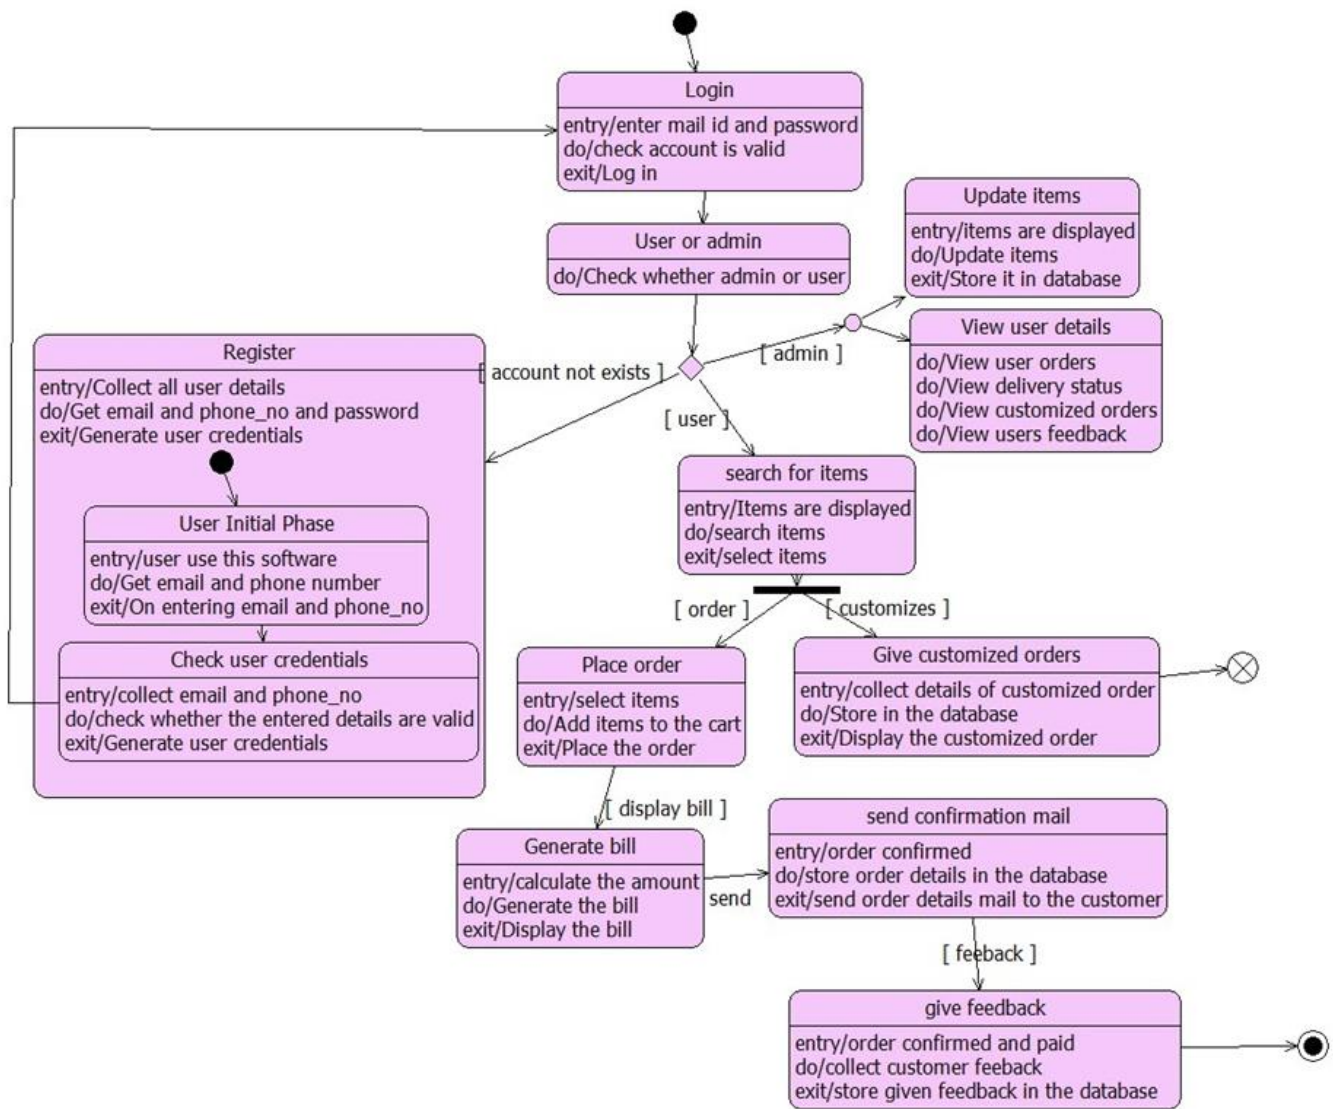 Login
entry/enter mail id and password
do/check account is valid
exit/Log in
User or admin
do/Check whether admin or user
Update items
entry/items are displayed
do/Update items
exit/Store it in database
[ admin ]
View user details
do/View user orders
do/View delivery status
do/View customized orders
do/View users feedback
[ account not exists ]
[ user ]
Register
entry/Collect all user details
do/Get email and phone_no and password
exit/Generate user credentials
User Initial Phase
entry/user use this software
do/Get email and phone number
exit/On entering email and phone_no
Check user credentials
entry/collect email and phone_no
do/check whether the entered details are valid
exit/Generate user credentials
search for items
entry/Items are displayed
do/search items
exit/select items
[ order ]
[ customizes ]
Place order
entry/select items
do/Add items to the cart
exit/Place the order
Give customized orders
entry/collect details of customized order
do/Store in the database
exit/Display the customized order
[ display bill ]
Generate bill
entry/calculate the amount
do/Generate the bill
exit/Display the bill
send
send confirmation mail
entry/order confirmed
do/store order details in the database
exit/send order details mail to the customer
[ feeback ]
give feedback
entry/order confirmed and paid
do/collect customer feeback
exit/store given feedback in the database